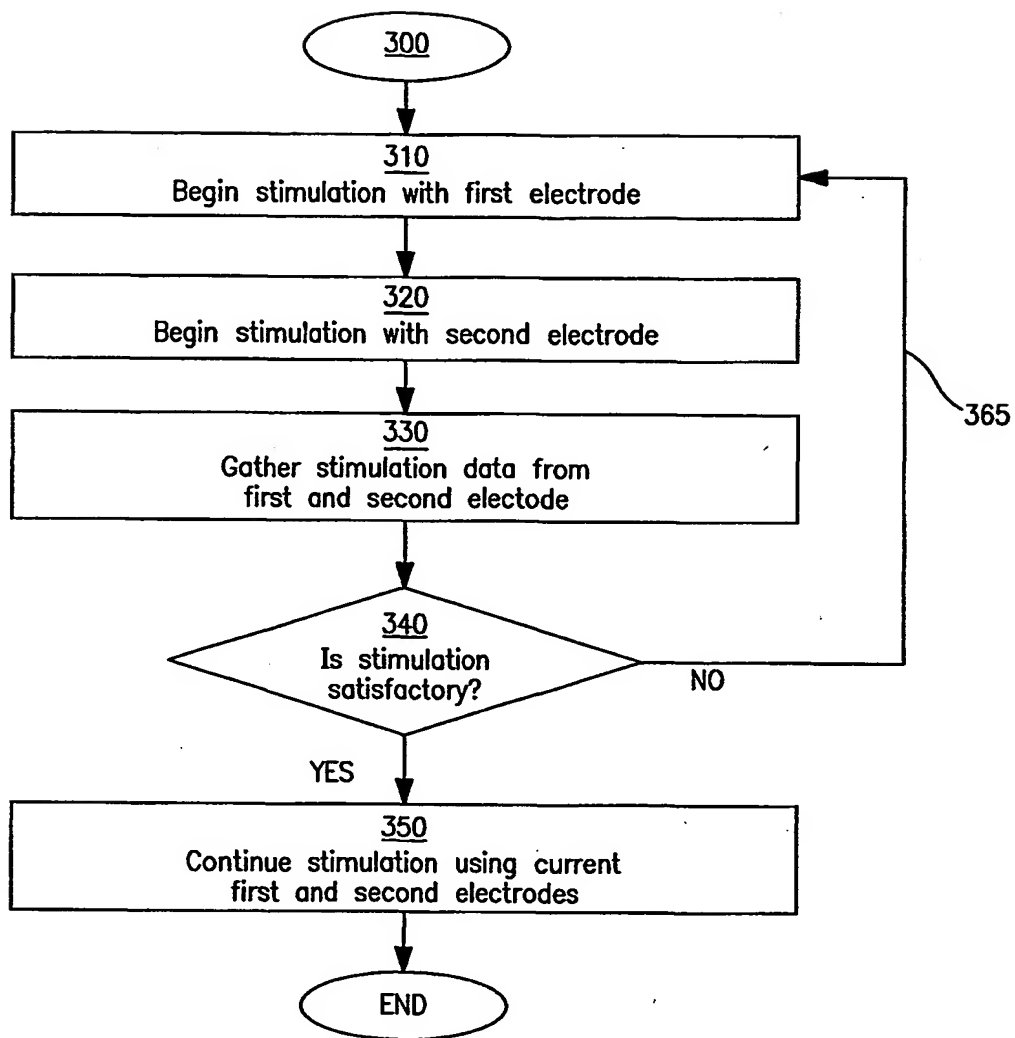 300
310
Begin stimulation with first electrode
320
Begin stimulation with second electrode
330
Gather stimulation data from
first and second electode
365
340
Is stimulation
satisfactory?
NO
YES
350
Continue stimulation using current
first and second electrodes
END